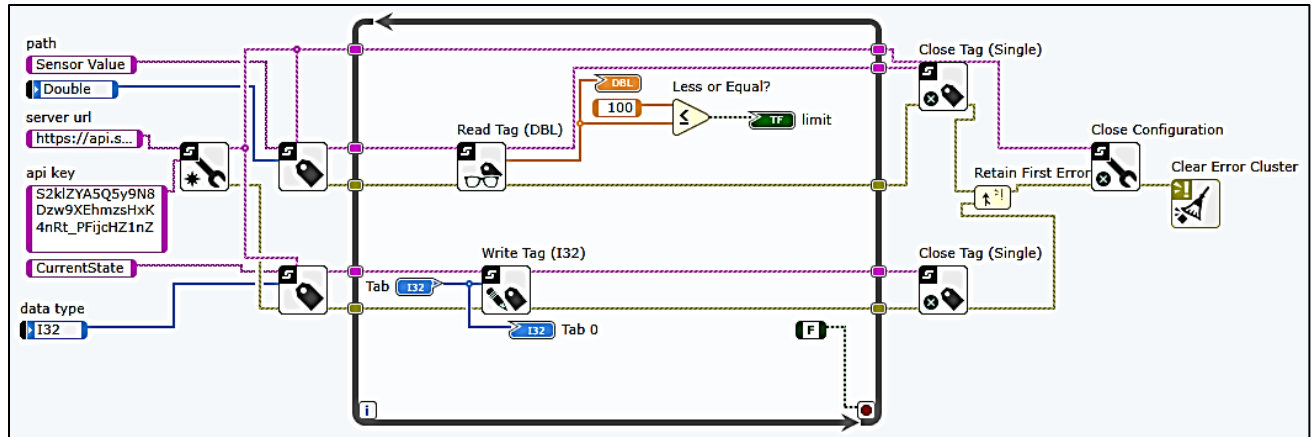 path
Sensor Value
Double
server url
https://api.s...
api key
S2klZYA5Q5y9N8
Dzw9XEhmzsHxK
4nRt_PFijcHZ1nZ
CurrentState
data type
I32
Read Tag (DBL)
DBL
100
Less or Equal?
≤
TF limit
Write Tag (I32)
Tab I32
I32 Tab 0
F
i
Close Tag (Single)
Close Configuration
Retain First Error
Clear Error Cluster
Close Tag (Single)